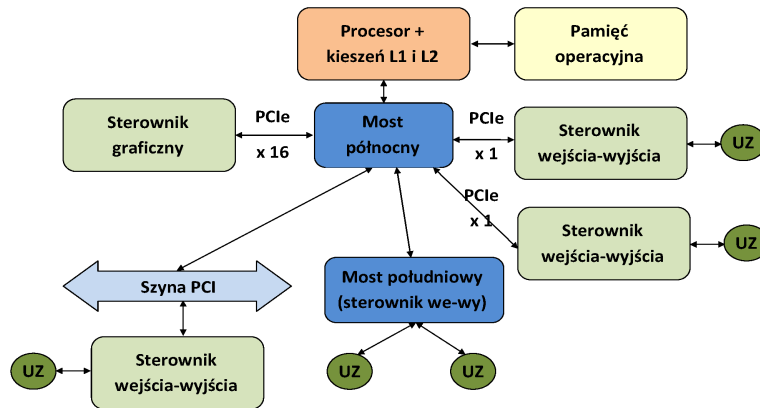 Procesor +
kieszeń L1 i L2
Pamięć
operacyjna
Sterownik
graficzny
PCIe
x 16
Most
północny
PCIe
x 1
Sterownik
wejścia-wyjścia
UZ
PCIe
x 1
Sterownik
wejścia-wyjścia
UZ
Szyna PCI
Most południowy
(sterownik we-wy)
UZ
Sterownik
wejścia-wyjścia
UZ
UZ